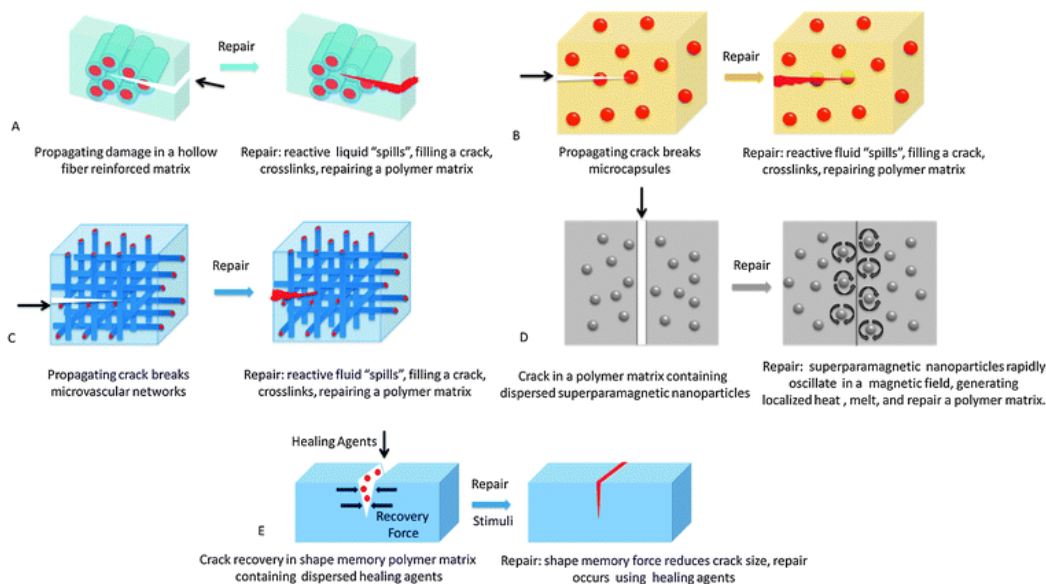 Repair
A
Propagating damage in a hollow
fiber reinforced matrix
Repair: reactive liquid “spills”, filling a crack,
crosslinks, repairing a polymer matrix
Repair
B
Propagating crack breaks
microcapsules
Repair: reactive fluid “spills”, filling a crack,
crosslinks, repairing polymer matrix
Repair
C
Propagating crack breaks
microvascular networks
Repair: reactive fluid “spills”, filling a crack,
crosslinks, repairing a polymer matrix
Repair
D
Crack in a polymer matrix containing
dispersed superparamagnetic nanoparticles
Repair: superparamagnetic nanoparticles rapidly
oscillate in a magnetic field, generating
localized heat , melt, and repair a polymer matrix.
Healing Agents
Recovery
Force
Repair
Stimuli
E
Crack recovery in shape memory polymer matrix
containing dispersed healing agents
Repair: shape memory force reduces crack size, repair
occurs using healing agents